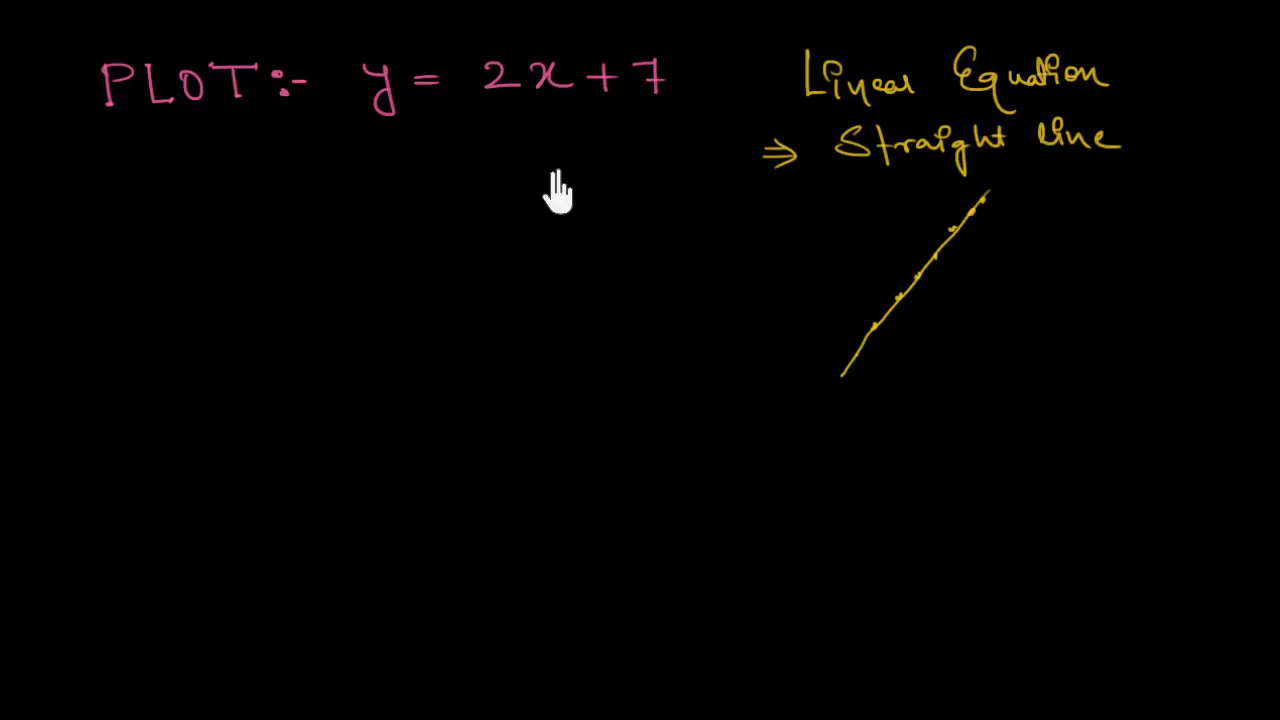 PLOT:- y = 2x+7
Linear Equation
⇒ Straight line